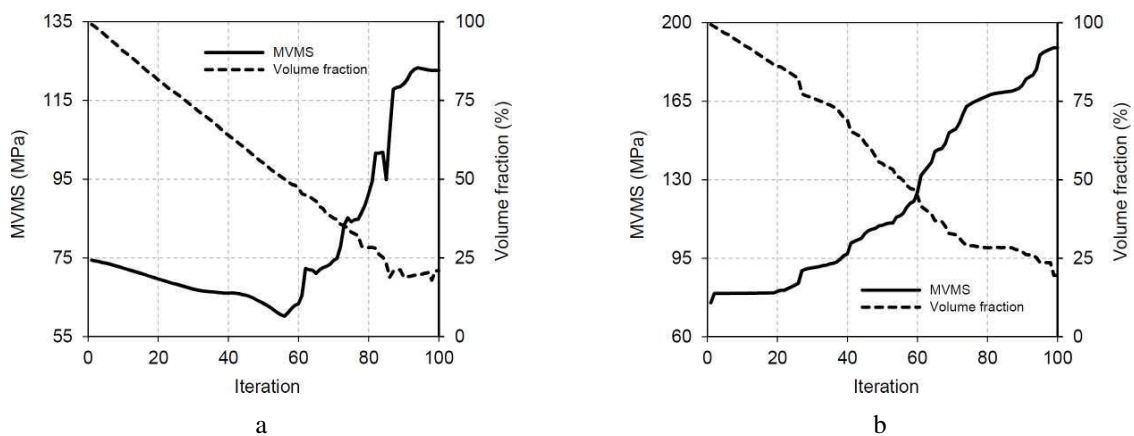 135
115
95
75
55
MVMS (MPa)
100
75
50
25
0
Volume fraction (%)
MVMS
Volume fraction
0 20 40 60 80 100
Iteration
a
200
165
130
95
60
MVMS (MPa)
100
75
50
25
0
Volume fraction (%)
MVMS
Volume fraction
0 20 40 60 80 100
Iteration
b